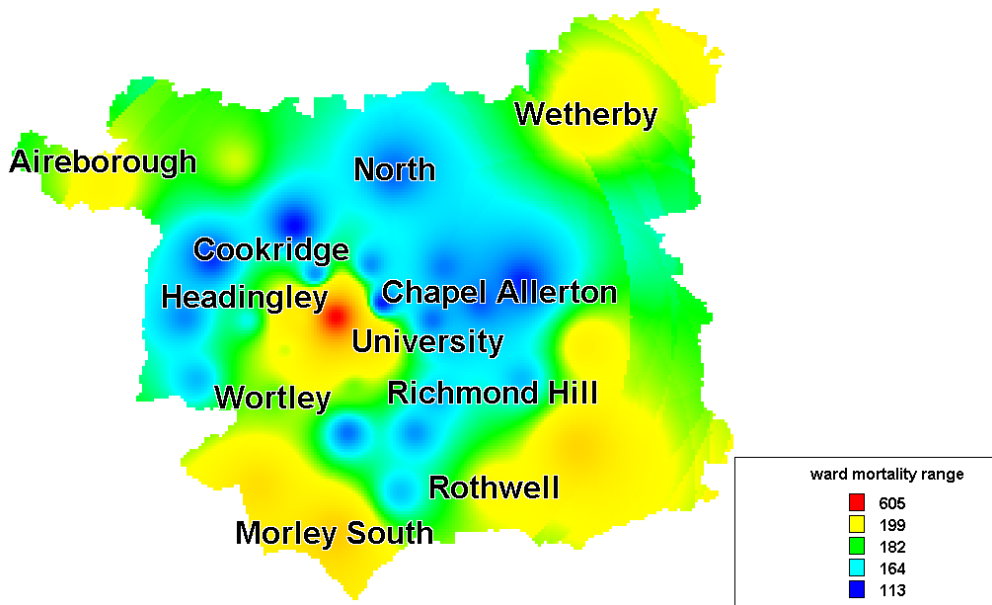 Wetherby
Aireborough
North
Cookridge
Headingley
Chapel Allerton
University
Wortley
Richmond Hill
Rothwell
Morley South
ward mortality range
605
199
182
164
113